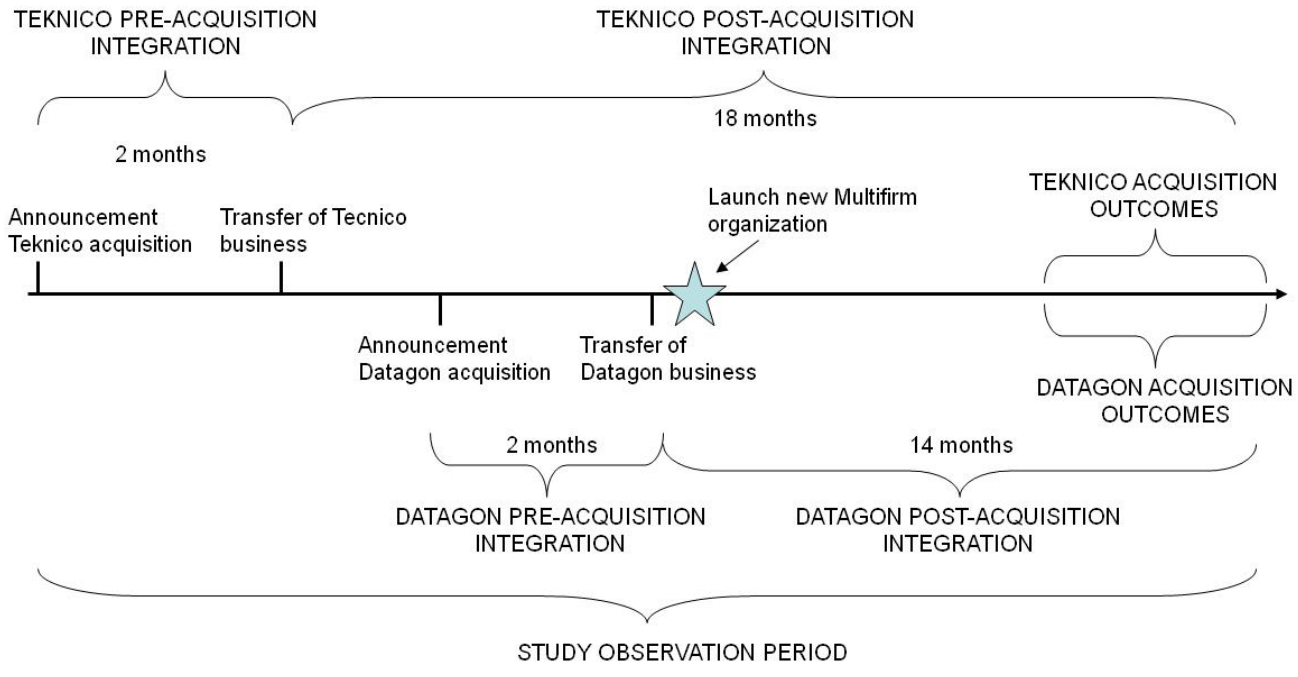 TEKNICO PRE-ACQUISITION
INTEGRATION
TEKNICO POST-ACQUISITION
INTEGRATION
18 months
2 months
TEKNICO ACQUISITION
OUTCOMES
Launch new Multifirm
organization
Announcement
Teknico acquisition
Transfer of Tecnico
business
Announcement
Datagon acquisition
Transfer of
Datagon business
DATAGON ACQUISITION
OUTCOMES
2 months
14 months
DATAGON PRE-ACQUISITION
INTEGRATION
DATAGON POST-ACQUISITION
INTEGRATION
STUDY OBSERVATION PERIOD